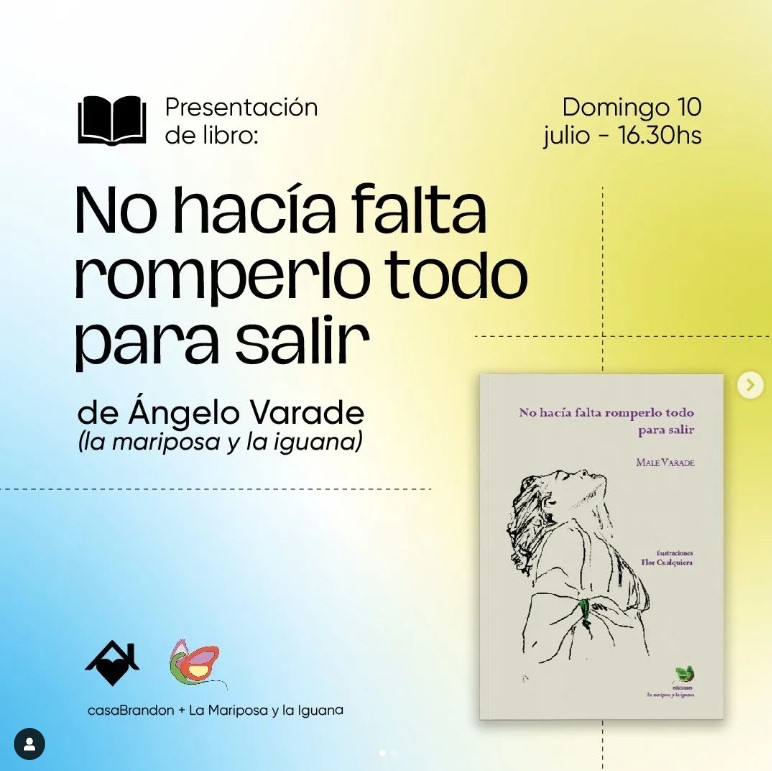 Presentación
de libro:
Domingo 10
julio - 16.30hs
No hacía falta
romperlo todo
para salir
de Ángelo Varade
(la mariposa y la iguana)
No hacía falta romperlo todo
para salir
Male Varade
ilustraciones
Flor Cualquiera
ediciones
la mariposa y la iguana
casaBrandon + La Mariposa y la Iguana